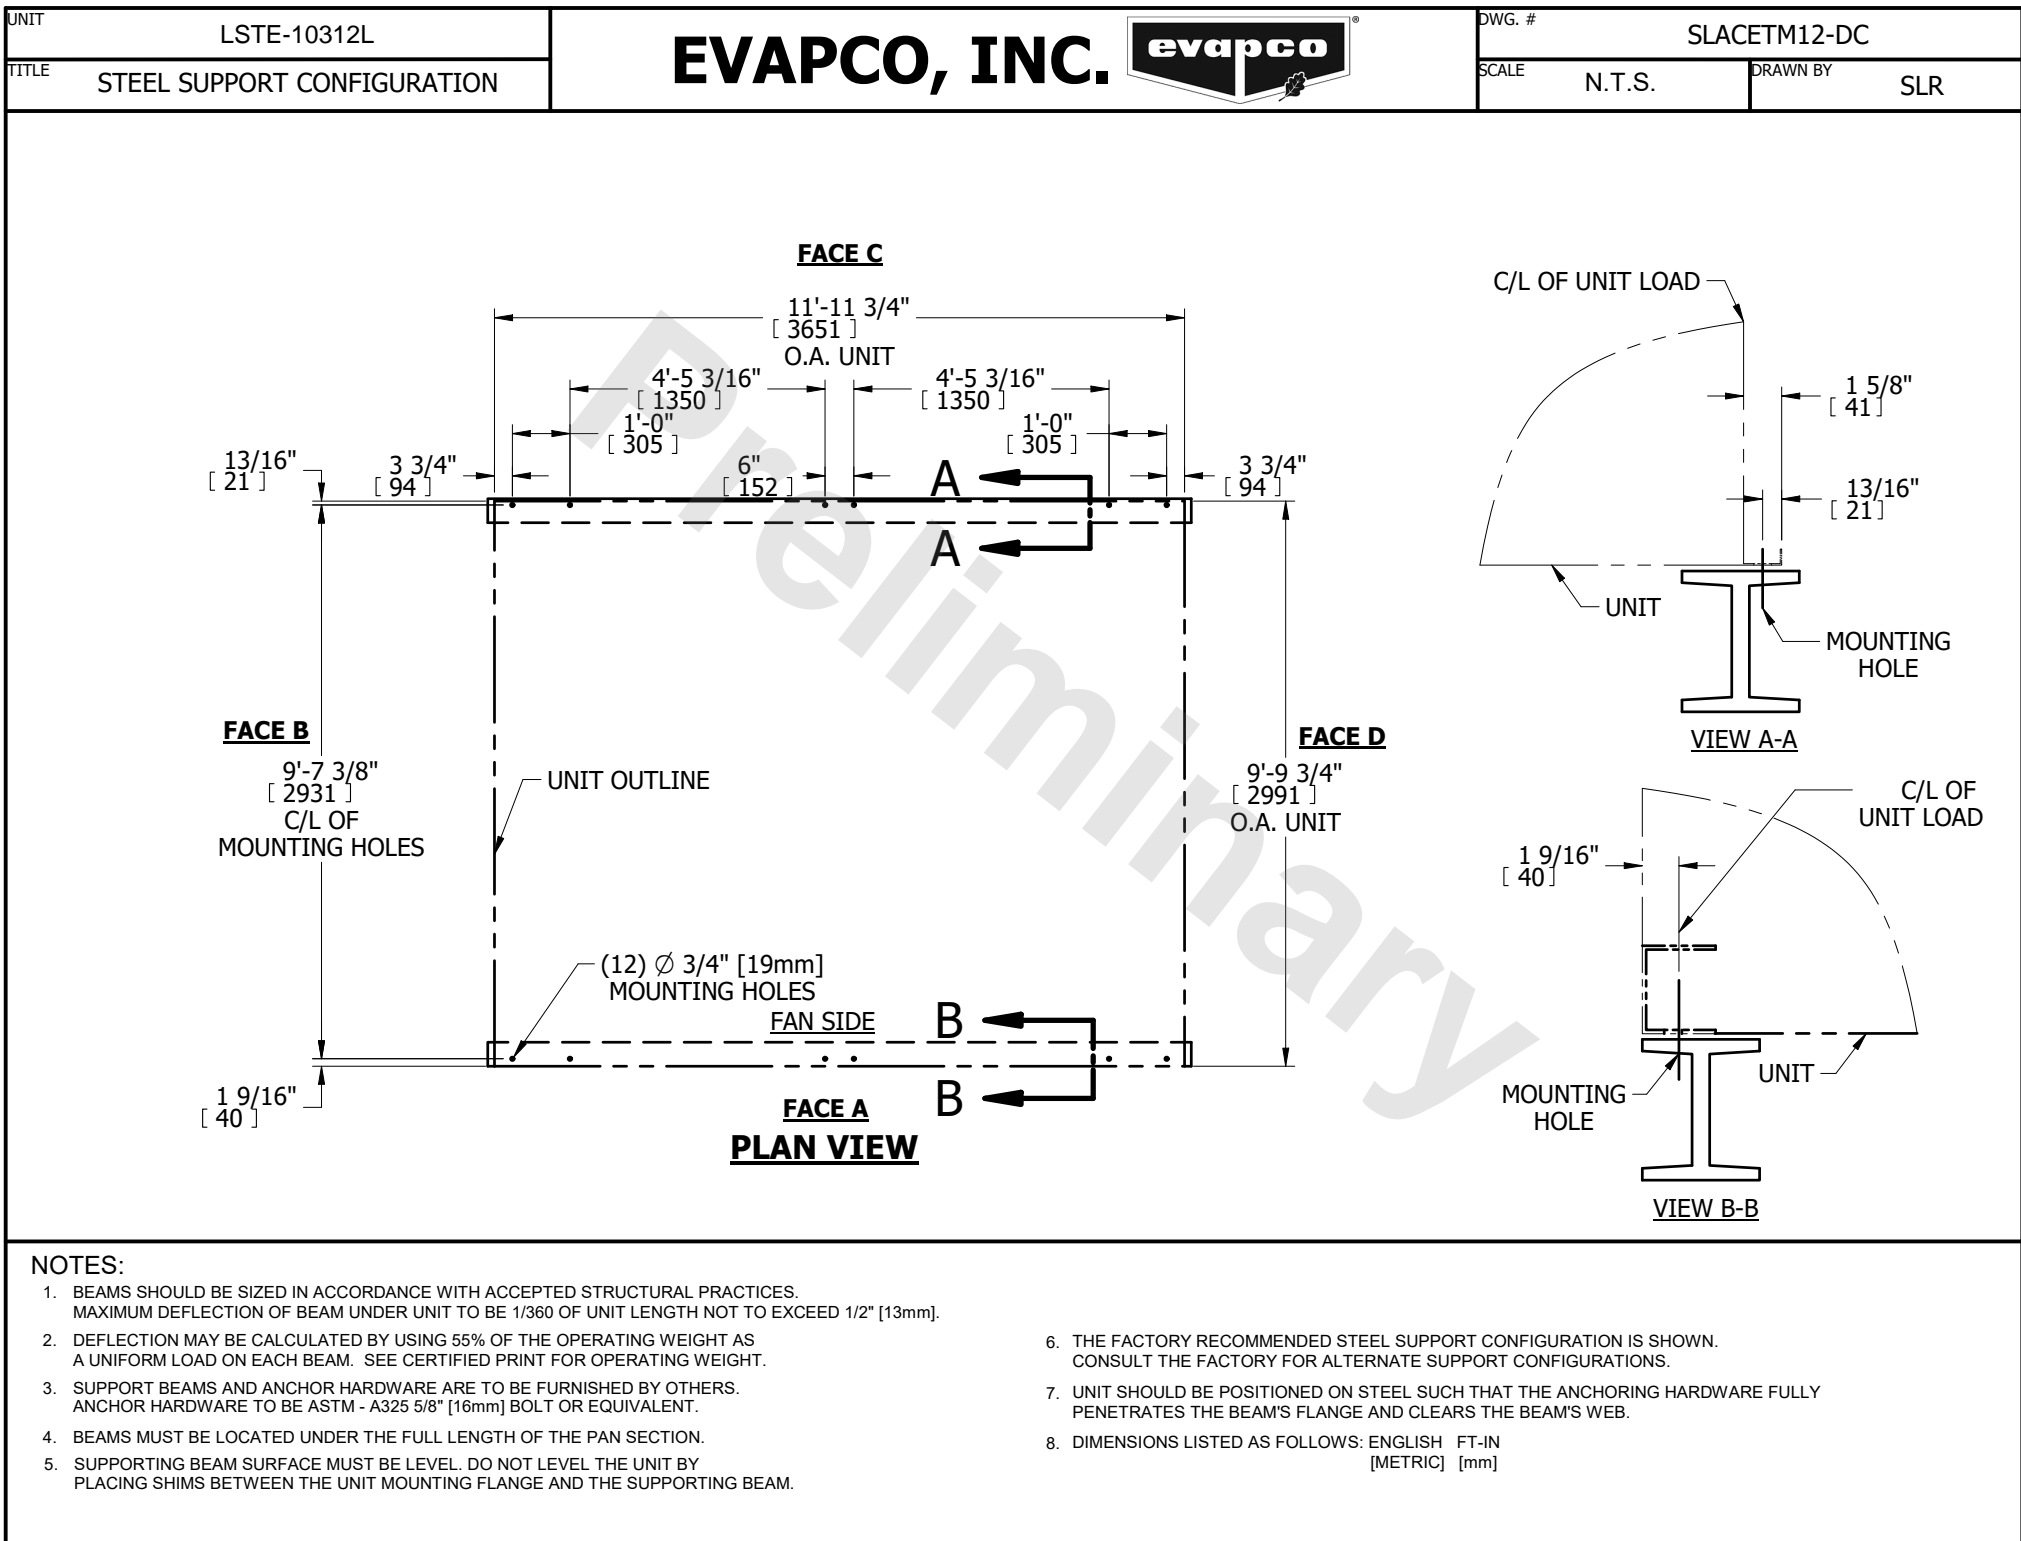 UNIT
LSTE-10312L
TITLE
STEEL SUPPORT CONFIGURATION
EVAPCO, INC.
evapco
®
DWG. #
SLACETM12-DC
SCALE
N.T.S.
DRAWN BY
SLR
FACE C
11'-11 3/4"
[ 3651 ]
O.A. UNIT
4'-5 3/16"
[ 1350 ]
4'-5 3/16"
[ 1350 ]
1'-0"
[ 305 ]
1'-0"
[ 305 ]
13/16"
[ 21 ]
3 3/4"
[ 94 ]
6"
[ 152 ]
3 3/4"
[ 94 ]
A
A
FACE B
9'-7 3/8"
[ 2931 ]
C/L OF
MOUNTING HOLES
UNIT OUTLINE
FACE D
9'-9 3/4"
[ 2991 ]
O.A. UNIT
(12) Ø 3/4" [19mm]
MOUNTING HOLES
FAN SIDE
B
B
1 9/16"
[ 40 ]
FACE A
PLAN VIEW
Preliminary
C/L OF UNIT LOAD
1 5/8"
[ 41 ]
13/16"
[ 21 ]
UNIT
MOUNTING
HOLE
VIEW A-A
C/L OF
UNIT LOAD
1 9/16"
[ 40 ]
UNIT
MOUNTING
HOLE
VIEW B-B
NOTES:
1. BEAMS SHOULD BE SIZED IN ACCORDANCE WITH ACCEPTED STRUCTURAL PRACTICES.
MAXIMUM DEFLECTION OF BEAM UNDER UNIT TO BE 1/360 OF UNIT LENGTH NOT TO EXCEED 1/2" [13mm].
2. DEFLECTION MAY BE CALCULATED BY USING 55% OF THE OPERATING WEIGHT AS
A UNIFORM LOAD ON EACH BEAM. SEE CERTIFIED PRINT FOR OPERATING WEIGHT.
3. SUPPORT BEAMS AND ANCHOR HARDWARE ARE TO BE FURNISHED BY OTHERS.
ANCHOR HARDWARE TO BE ASTM - A325 5/8" [16mm] BOLT OR EQUIVALENT.
4. BEAMS MUST BE LOCATED UNDER THE FULL LENGTH OF THE PAN SECTION.
5. SUPPORTING BEAM SURFACE MUST BE LEVEL. DO NOT LEVEL THE UNIT BY
PLACING SHIMS BETWEEN THE UNIT MOUNTING FLANGE AND THE SUPPORTING BEAM.
6. THE FACTORY RECOMMENDED STEEL SUPPORT CONFIGURATION IS SHOWN.
CONSULT THE FACTORY FOR ALTERNATE SUPPORT CONFIGURATIONS.
7. UNIT SHOULD BE POSITIONED ON STEEL SUCH THAT THE ANCHORING HARDWARE FULLY
PENETRATES THE BEAM'S FLANGE AND CLEARS THE BEAM'S WEB.
8. DIMENSIONS LISTED AS FOLLOWS: ENGLISH FT-IN
[METRIC] [mm]